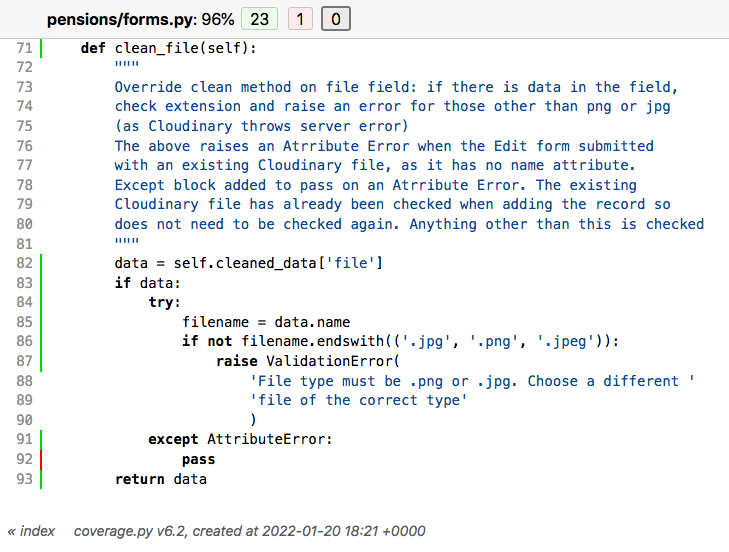 pensions/forms.py: 96% 23 1 0
71 def clean_file(self):
72 """
73 Override clean method on file field: if there is data in the field,
74 check extension and raise an error for those other than png or jpg
75 (as Cloudinary throws server error)
76 The above raises an Atrribute Error when the Edit form submitted
77 with an existing Cloudinary file, as it has no name attribute.
78 Except block added to pass on an Atrribute Error. The existing
79 Cloudinary file has already been checked when adding the record so
80 does not need to be checked again. Anything other than this is checked
81 """
82 data = self.cleaned_data['file']
83 if data:
84 try:
85 filename = data.name
86 if not filename.endswith(('.jpg', '.png', '.jpeg')):
87 raise ValidationError(
88 'File type must be .png or .jpg. Choose a different '
89 'file of the correct type'
90 )
91 except AttributeError:
92 pass
93 return data
« index coverage.py v6.2, created at 2022-01-20 18:21 +0000